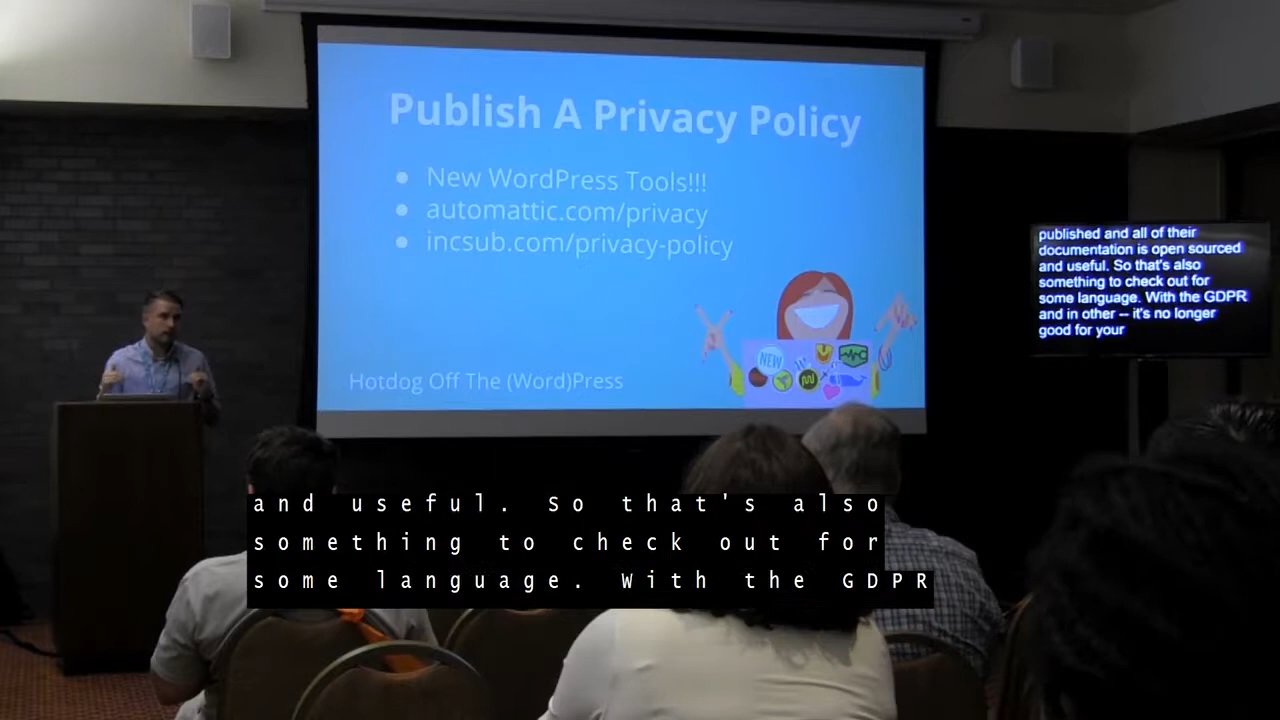 Publish A Privacy Policy
New WordPress Tools!!!
automattic.com/privacy
incsub.com/privacy-policy
NEW
Hotdog Off The (Word)Press
published and all of their
documentation is open sourced
and useful. So that's also
something to check out for
some language. With the GDPR
and in other -- it's no longer
good for your
and useful. So that's also
something to check out for
some language. With the GDPR